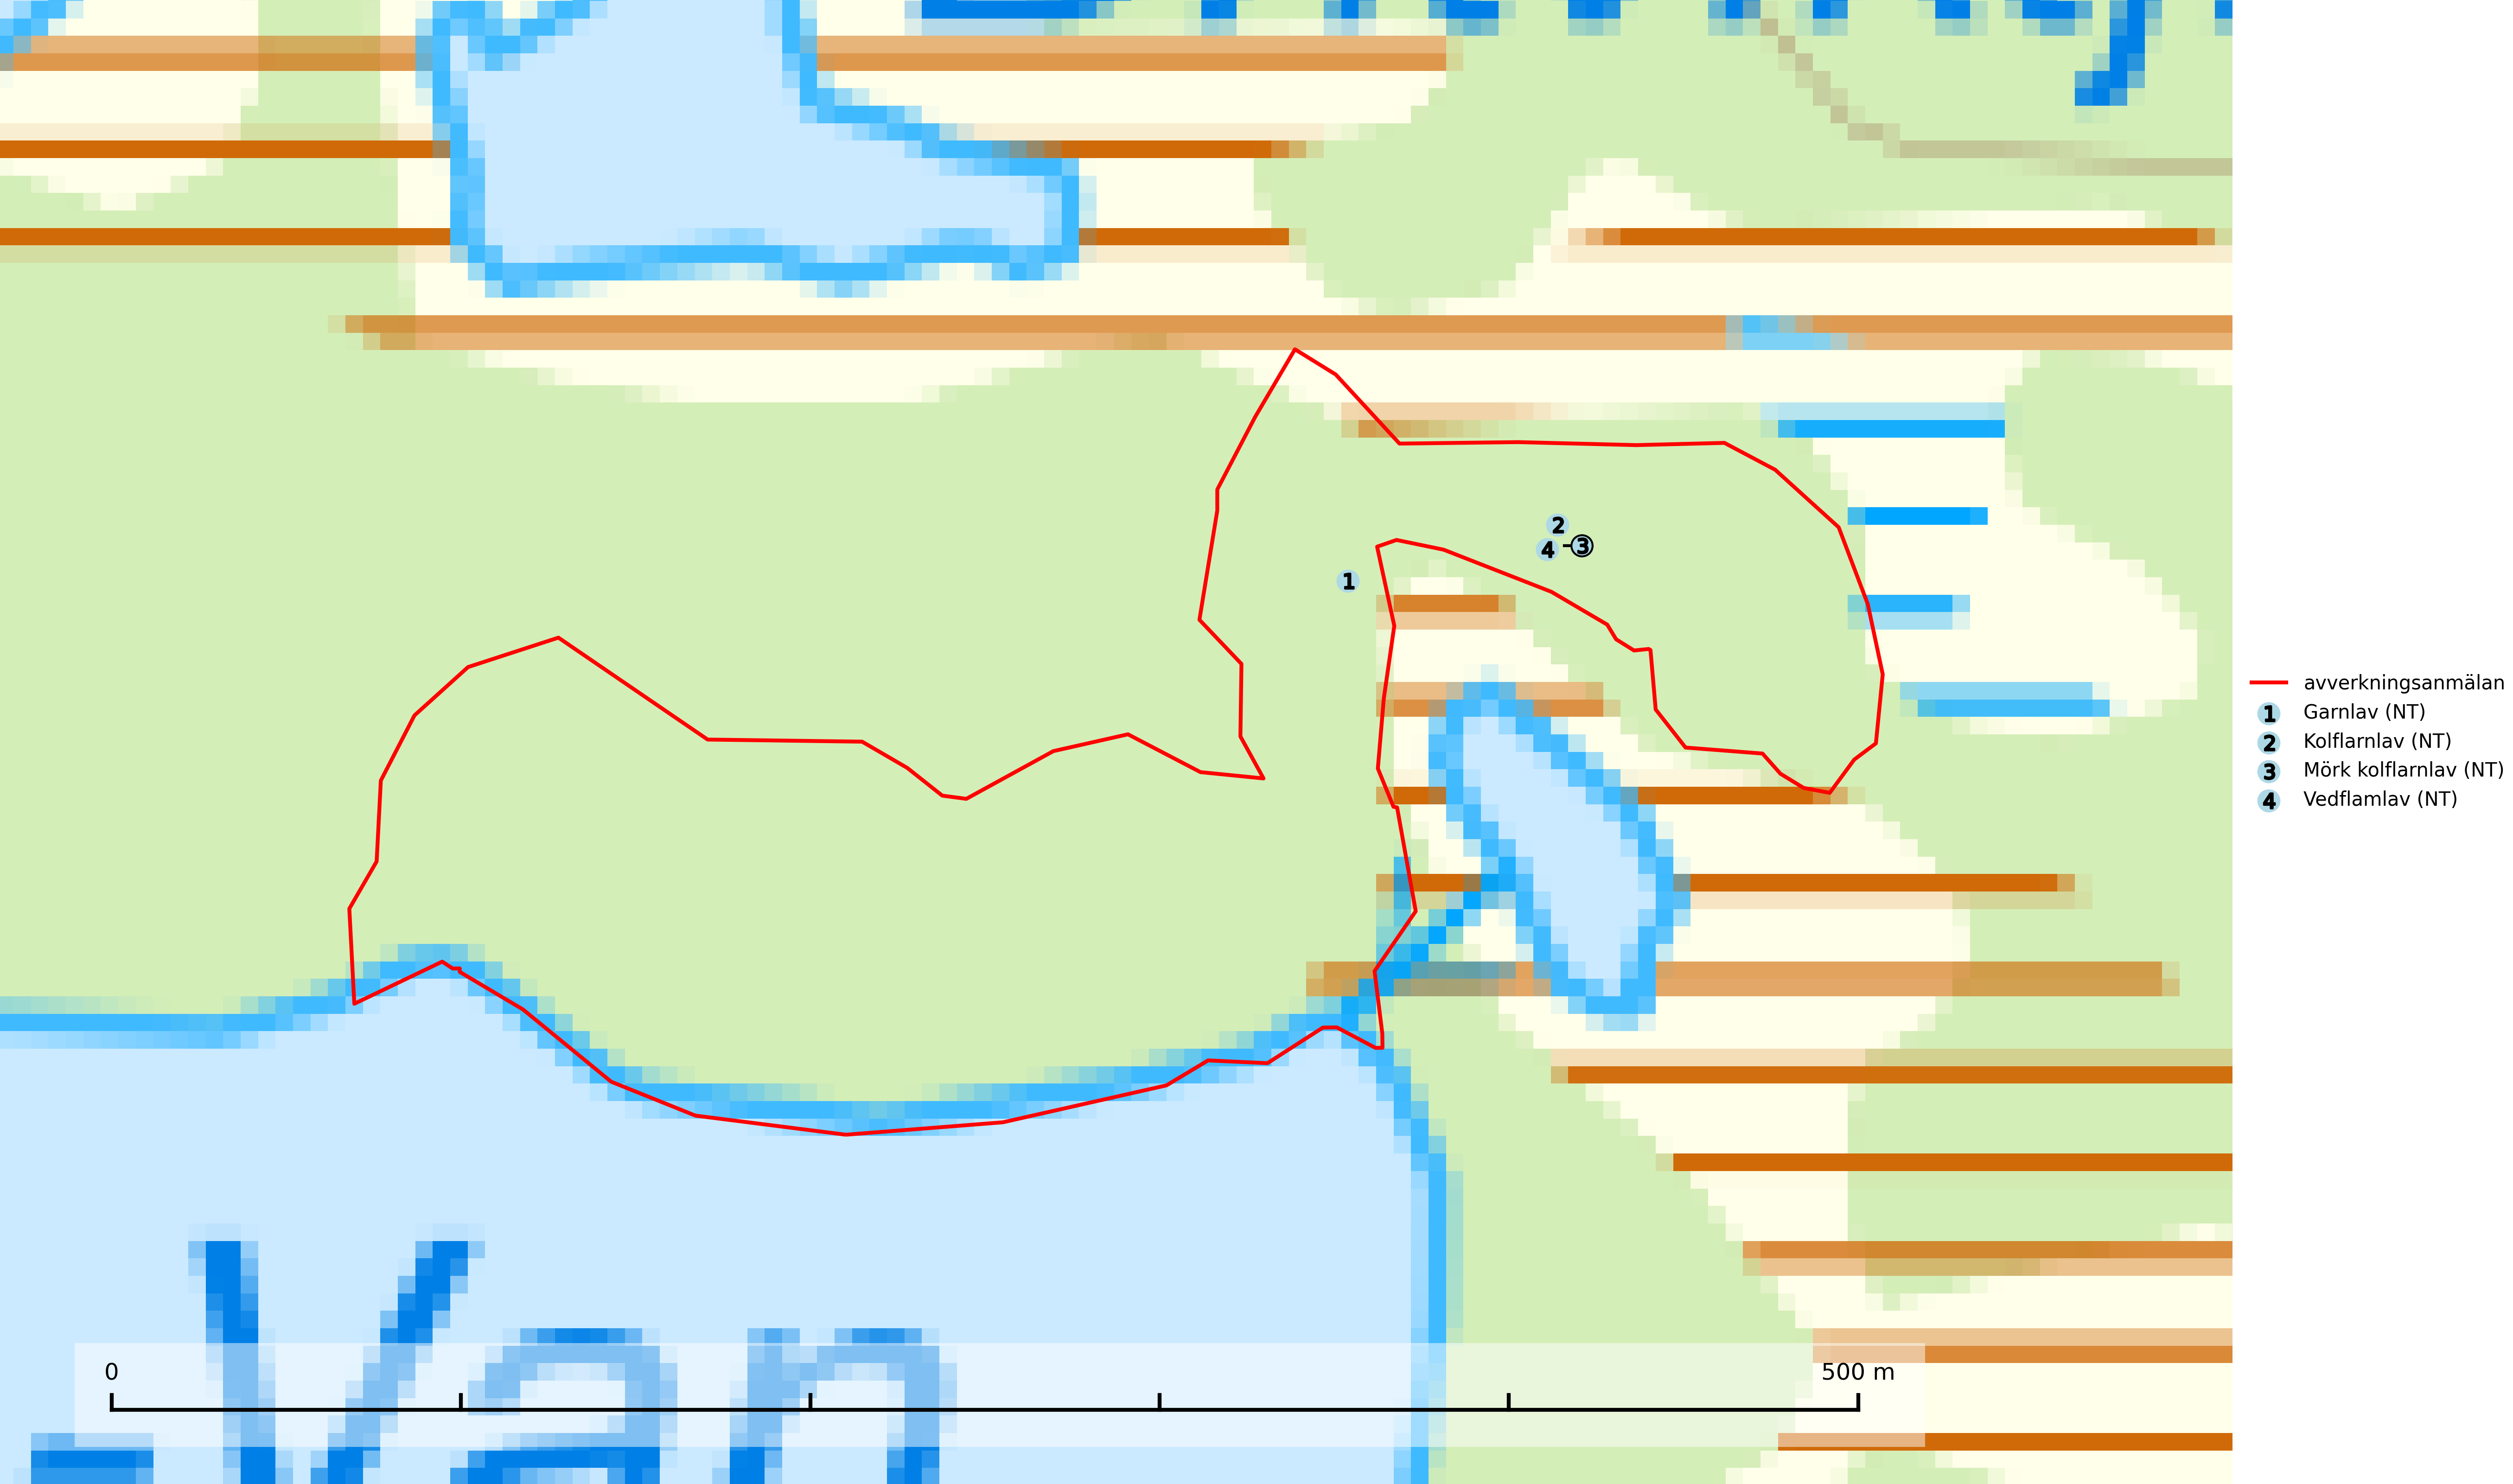 2
4
3
1
avverkningsanmälan
1 Garnlav (NT)
2 Kolflarnlav (NT)
3 Mörk kolflarnlav (NT)
4 Vedflamlav (NT)
0 500 m